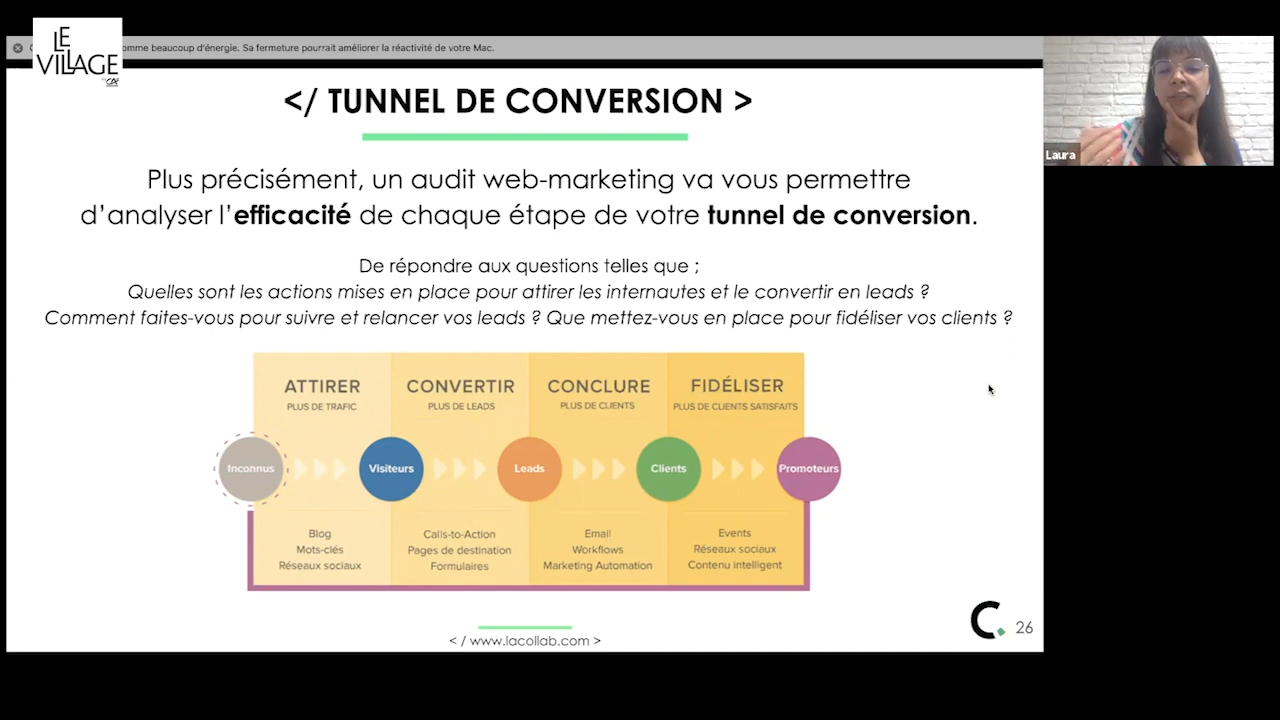 LE
VILLAGE
by CA
omme beaucoup d'énergie. Sa fermeture pourrait améliorer la réactivité de votre Mac.
</ TUNNEL DE CONVERSION >
Plus précisément, un audit web-marketing va vous permettre
d'analyser l'efficacité de chaque étape de votre tunnel de conversion.
De répondre aux questions telles que ;
Quelles sont les actions mises en place pour attirer les internautes et le convertir en leads ?
Comment faites-vous pour suivre et relancer vos leads ? Que mettez-vous en place pour fidéliser vos clients ?
ATTIRER CONVERTIR CONCLURE FIDÉLISER
PLUS DE TRAFIC PLUS DE LEADS PLUS DE CLIENTS PLUS DE CLIENTS SATISFAITS
Inconnus Visiteurs Leads Clients Promoteurs
Blog Calls-to-Action Email Events
Mots-clés Pages de destination Workflows Réseaux sociaux
Réseaux sociaux Formulaires Marketing Automation Contenu intelligent
</ www.lacollab.com >
C. 26
Laura